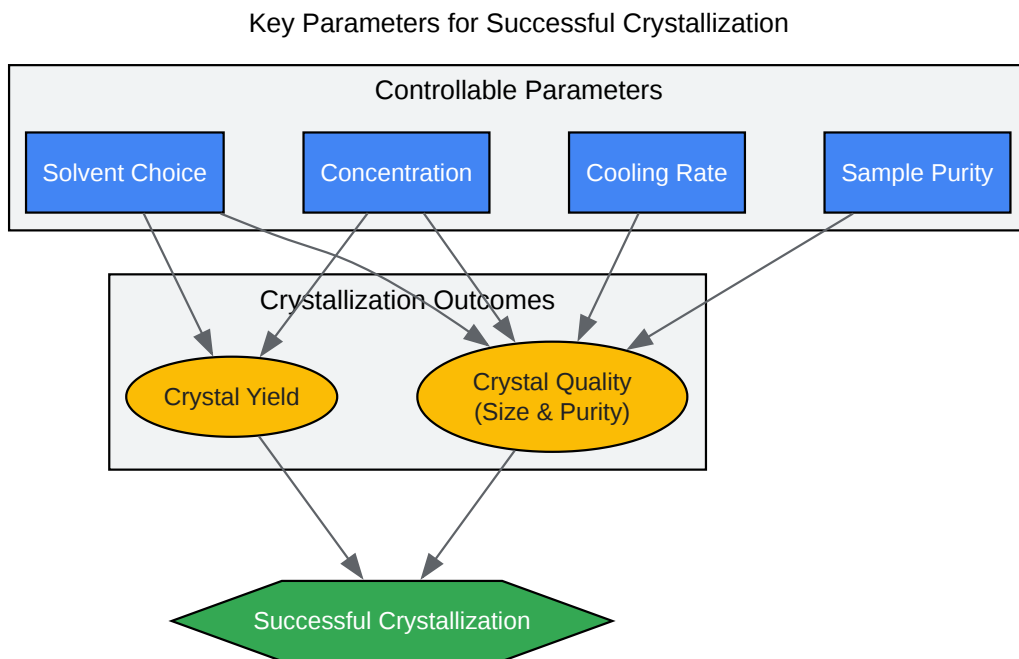 Key Parameters for Successful Crystallization
Controllable Parameters
Solvent Choice
Concentration
Cooling Rate
Sample Purity
Crystallization Outcomes
Crystal Yield
Crystal Quality
(Size & Purity)
Successful Crystallization